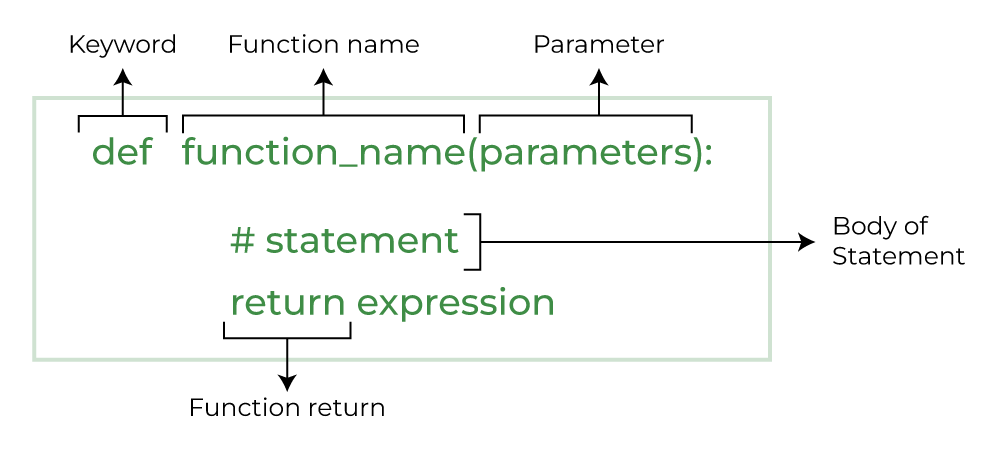 Keyword Function name Parameter
def function_name(parameters):
# statement
Body of
Statement
return expression
Function return